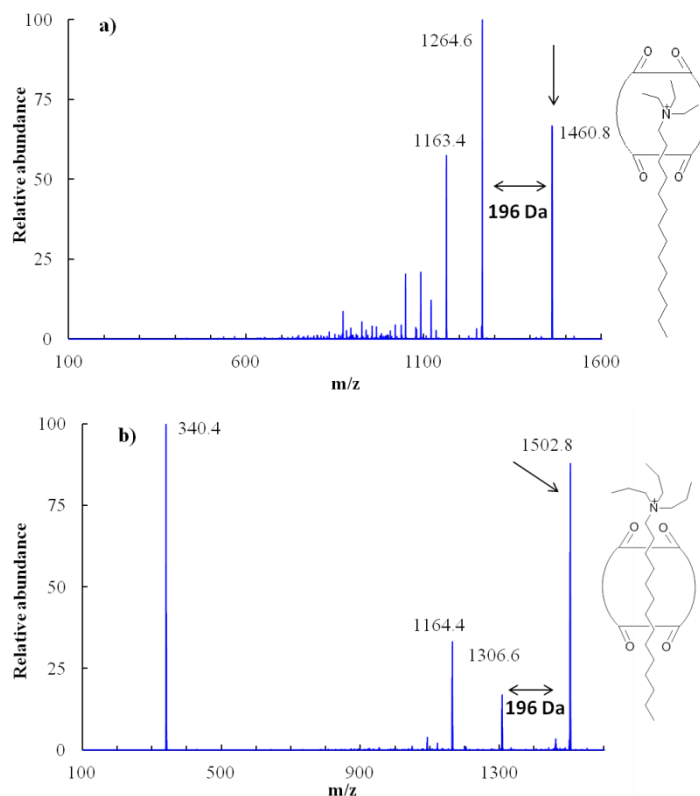 a)
1264.6
1163.4
1460.8
196 Da
Relative abundance
100
75
50
25
0
100 600 1100 1600
m/z
O O
N+
O O
b)
340.4
1502.8
1164.4
1306.6
196 Da
Relative abundance
100
75
50
25
0
100 500 900 1300
m/z
N+
O O
O O